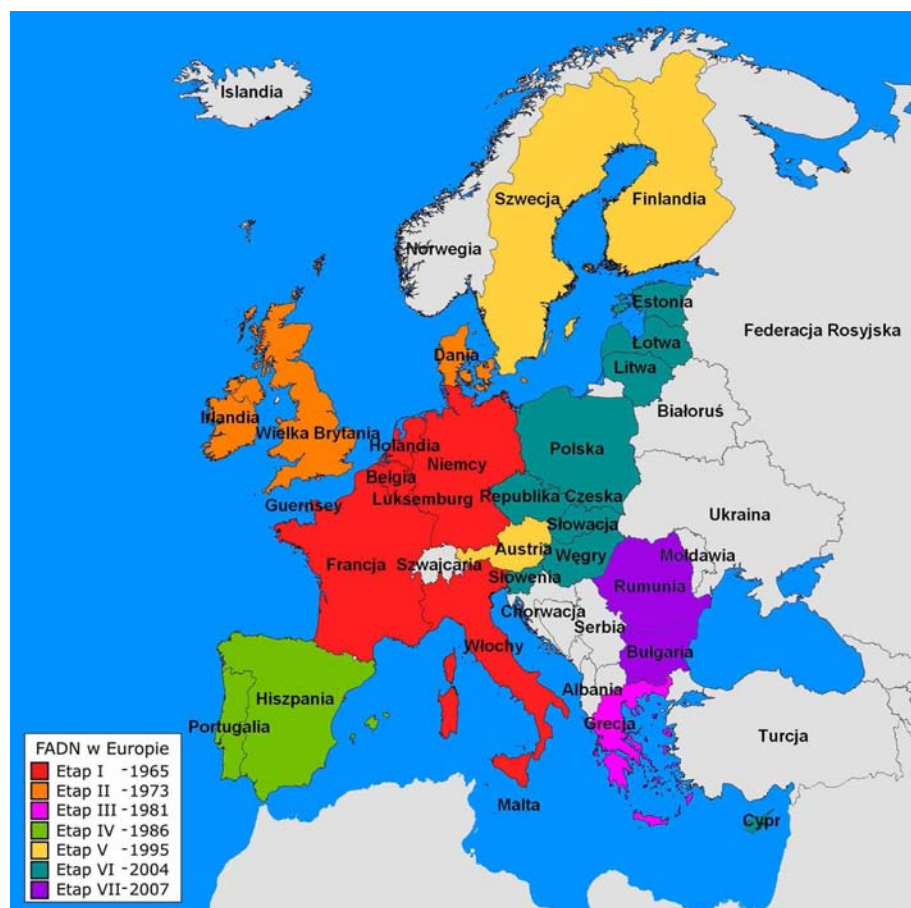 Islandia
Szwecja
Finlandia
Norwegia
Estonia
Federacja Rosyjska
Łotwa
Dania
Litwa
Białoruś
Irlandia
Wielka Brytania
Holandia
Niemcy
Polska
Belgia
Luksemburg
Republika Czeska
Guernsey
Słowacja
Ukraina
Austria
Węgry
Mołdawia
Francja
Szwajcaria
Słowenia
Rumunia
Chorwacja
Serbia
Włochy
Bułgaria
Hiszpania
Albania
Portugalia
Grecja
Turcja
Malta
Cypr
FADN w Europie
Etap I -1965
Etap II -1973
Etap III -1981
Etap IV -1986
Etap V -1995
Etap VI -2004
Etap VII-2007